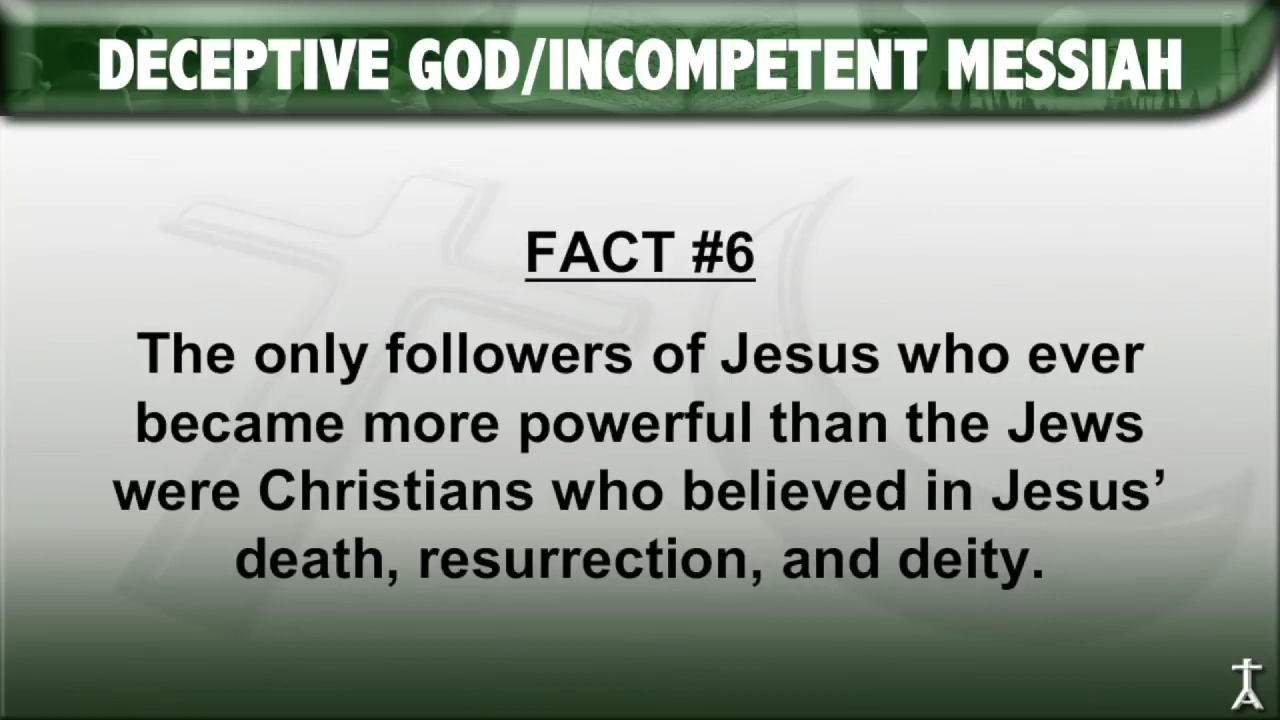 DECEPTIVE GOD/INCOMPETENT MESSIAH
FACT #6
The only followers of Jesus who ever
became more powerful than the Jews
were Christians who believed in Jesus’
death, resurrection, and deity.